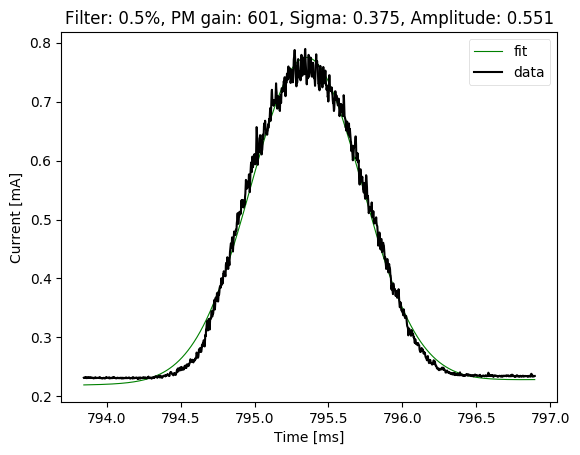 Filter: 0.5%, PM gain: 601, Sigma: 0.375, Amplitude: 0.551
fit
data
0.8
0.7
0.6
0.5
0.4
0.3
0.2
Current [mA]
794.0 794.5 795.0 795.5 796.0 796.5 797.0
Time [ms]